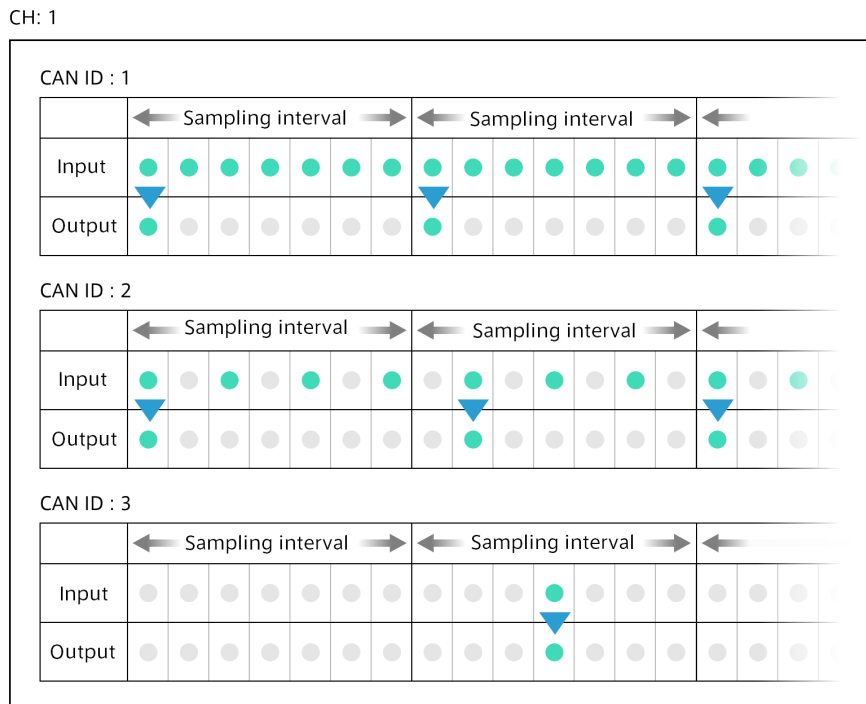 CH: 1
CAN ID : 1
Sampling interval Sampling interval
Input
Output
CAN ID : 2
Sampling interval Sampling interval
Input
Output
CAN ID : 3
Sampling interval Sampling interval
Input
Output